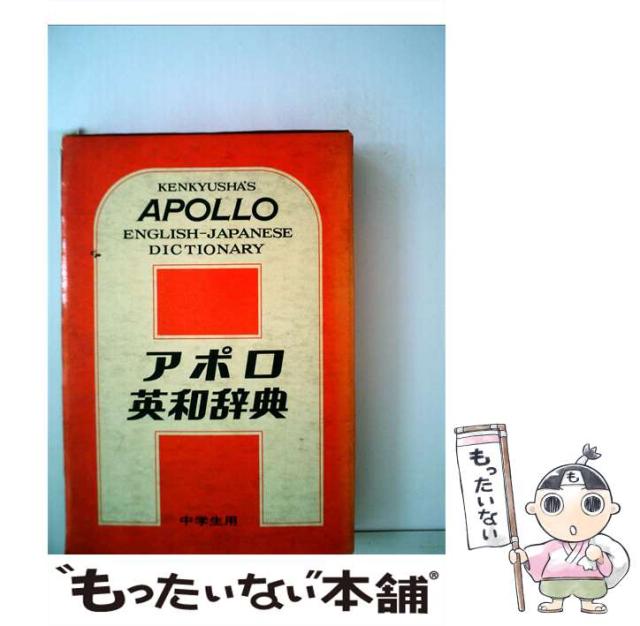 KENKYUSHA'S
APOLLO
ENGLISH-JAPANESE
DICTIONARY
アポロ
英和辞典
中学生用
も
もったいない
"もったいない"本舗®